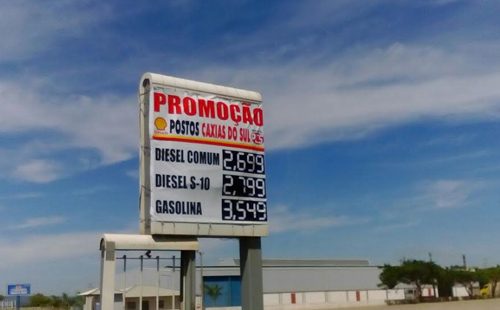 PROMOÇÃO
POSTOS CAXIAS DO SUL
DIESEL COMUM 2,699
DIESEL S-10 2,799
GASOLINA 3,549